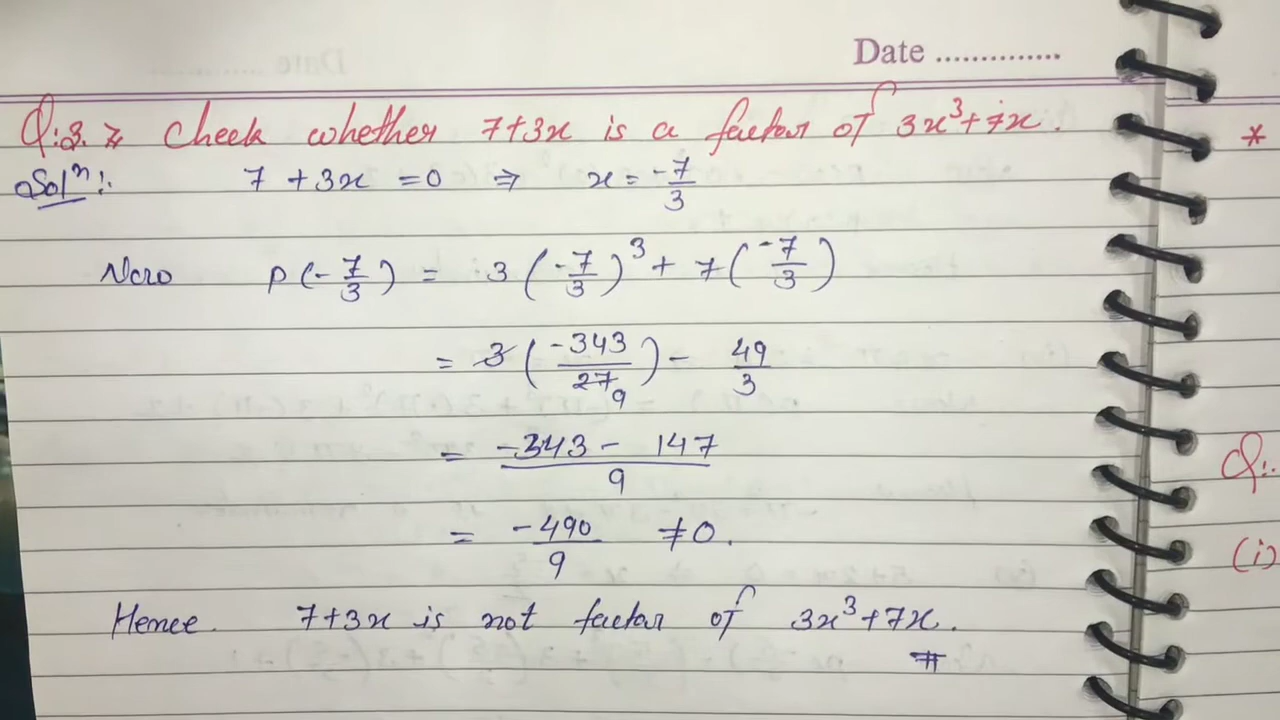 Date ..............
Q:3. Check whether 7+3x is a factor of 3x³+7x.
Solⁿ:. 7 + 3x = 0 ⇒ x = -7/3
Now p(-7/3) = 3(-7/3)³ + 7(-7/3)
= 3(-343/27 9) - 49/3
= -343 - 147 / 9
= -490/9 ≠ 0.
Hence 7+3x is not factor of 3x³+7x.
*
Q:.
(i)